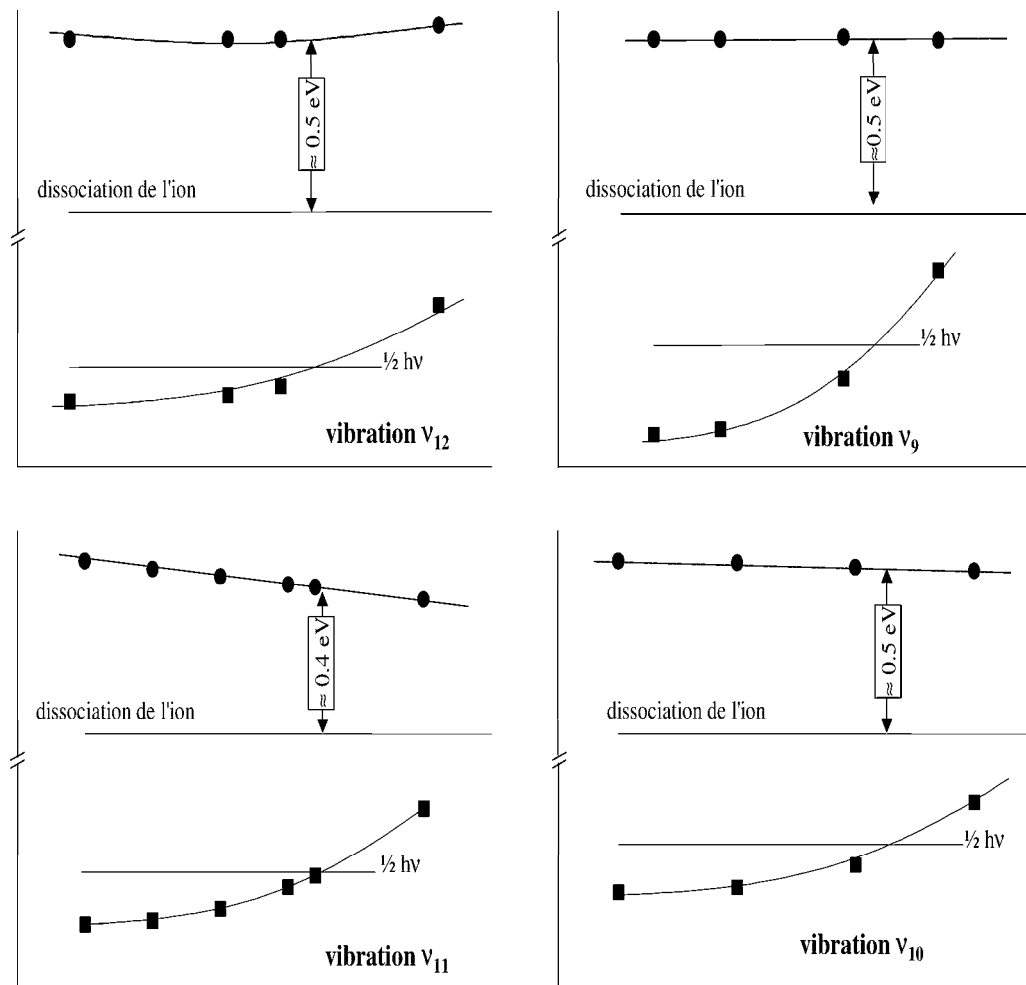 ≈ 0.5 eV
dissociation de l'ion
½ hν
vibration ν12
≈0.5 eV
dissociation de l'ion
½ hν
vibration ν9
≈ 0.4 eV
dissociation de l'ion
½ hν
vibration ν11
≈ 0.5 eV
dissociation de l'ion
½ hν
vibration ν10